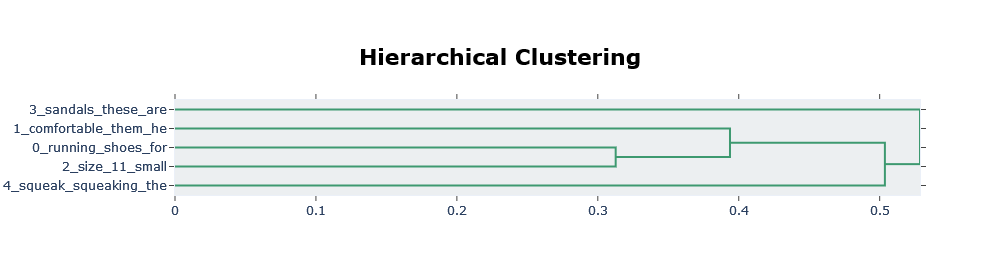 Hierarchical Clustering
3_sandals_these_are
1_comfortable_them_he
0_running_shoes_for
2_size_11_small
4_squeak_squeaking_the
0 0.1 0.2 0.3 0.4 0.5